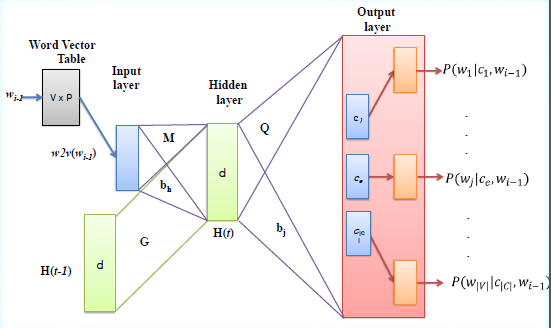 Output
layer
Word Vector
Table
Input
layer
Hidden
layer
w_{i-1}
V x P
w2v(w_{i-1})
M
Q
b_h
d
H(t)
G
b_j
H(t-1)
d
c_1
P(w_1|c_1, w_{i-1})
c_e
P(w_j|c_e, w_{i-1})
P(w_{|V|}|c_{|C|}, w_{i-1})